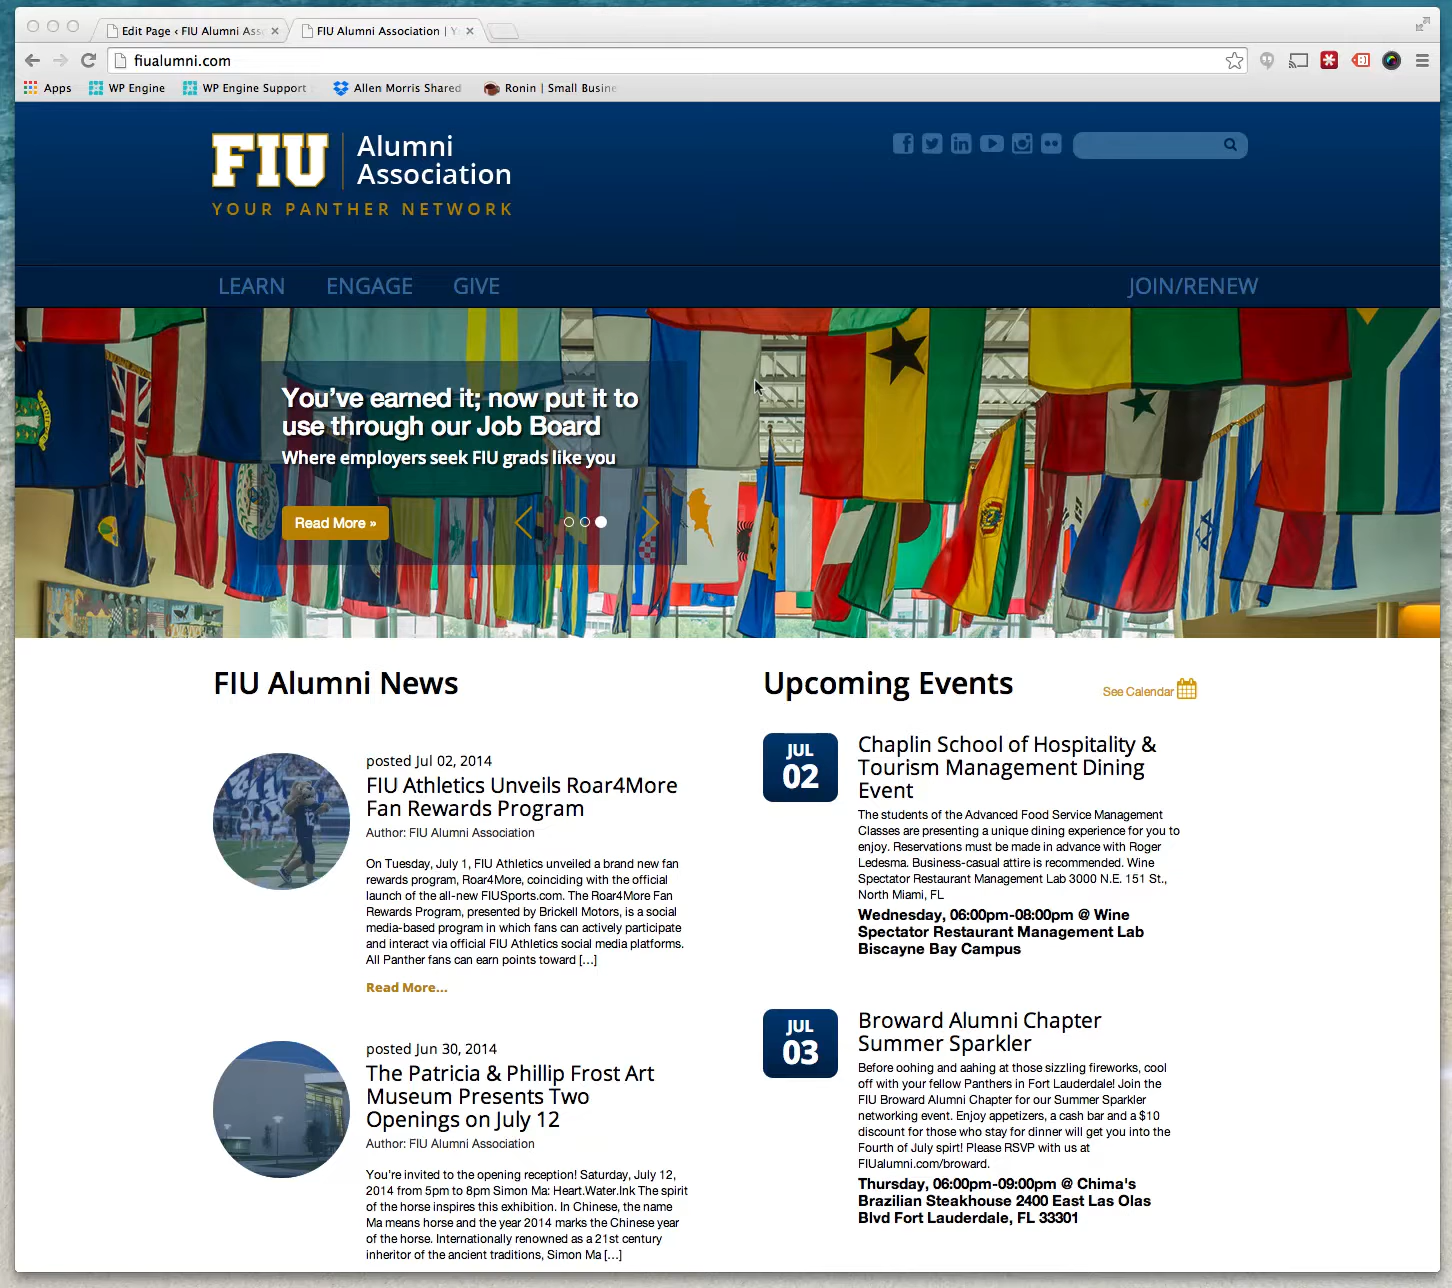 Edit Page ‹ FIU Alumni Ass
FIU Alumni Association |
fiualumni.com
Apps
WP Engine
WP Engine Support
Allen Morris Shared
Ronin | Small Busine
FIU
Alumni
Association
YOUR PANTHER NETWORK
LEARN
ENGAGE
GIVE
JOIN/RENEW
You've earned it; now put it to
use through our Job Board
Where employers seek FIU grads like you
Read More »
FIU Alumni News
posted Jul 02, 2014
FIU Athletics Unveils Roar4More
Fan Rewards Program
Author: FIU Alumni Association
On Tuesday, July 1, FIU Athletics unveiled a brand new fan
rewards program, Roar4More, coinciding with the official
launch of the all-new FIUSports.com. The Roar4More Fan
Rewards Program, presented by Brickell Motors, is a social
media-based program in which fans can actively participate
and interact via official FIU Athletics social media platforms.
All Panther fans can earn points toward [...]
Read More...
posted Jun 30, 2014
The Patricia & Phillip Frost Art
Museum Presents Two
Openings on July 12
Author: FIU Alumni Association
You're invited to the opening reception! Saturday, July 12,
2014 from 5pm to 8pm Simon Ma: Heart.Water.Ink The spirit
of the horse inspires this exhibition. In Chinese, the name
Ma means horse and the year 2014 marks the Chinese year
of the horse. Internationally renowned as a 21st century
inheritor of the ancient traditions, Simon Ma [...]
Upcoming Events
See Calendar
JUL
02
Chaplin School of Hospitality &
Tourism Management Dining
Event
The students of the Advanced Food Service Management
Classes are presenting a unique dining experience for you to
enjoy. Reservations must be made in advance with Roger
Ledesma. Business-casual attire is recommended. Wine
Spectator Restaurant Management Lab 3000 N.E. 151 St.,
North Miami, FL
Wednesday, 06:00pm-08:00pm @ Wine
Spectator Restaurant Management Lab
Biscayne Bay Campus
JUL
03
Broward Alumni Chapter
Summer Sparkler
Before oohing and aahing at those sizzling fireworks, cool
off with your fellow Panthers in Fort Lauderdale! Join the
FIU Broward Alumni Chapter for our Summer Sparkler
networking event. Enjoy appetizers, a cash bar and a $10
discount for those who stay for dinner will get you into the
Fourth of July spirt! Please RSVP with us at
FIUalumni.com/broward.
Thursday, 06:00pm-09:00pm @ Chima's
Brazilian Steakhouse 2400 East Las Olas
Blvd Fort Lauderdale, FL 33301